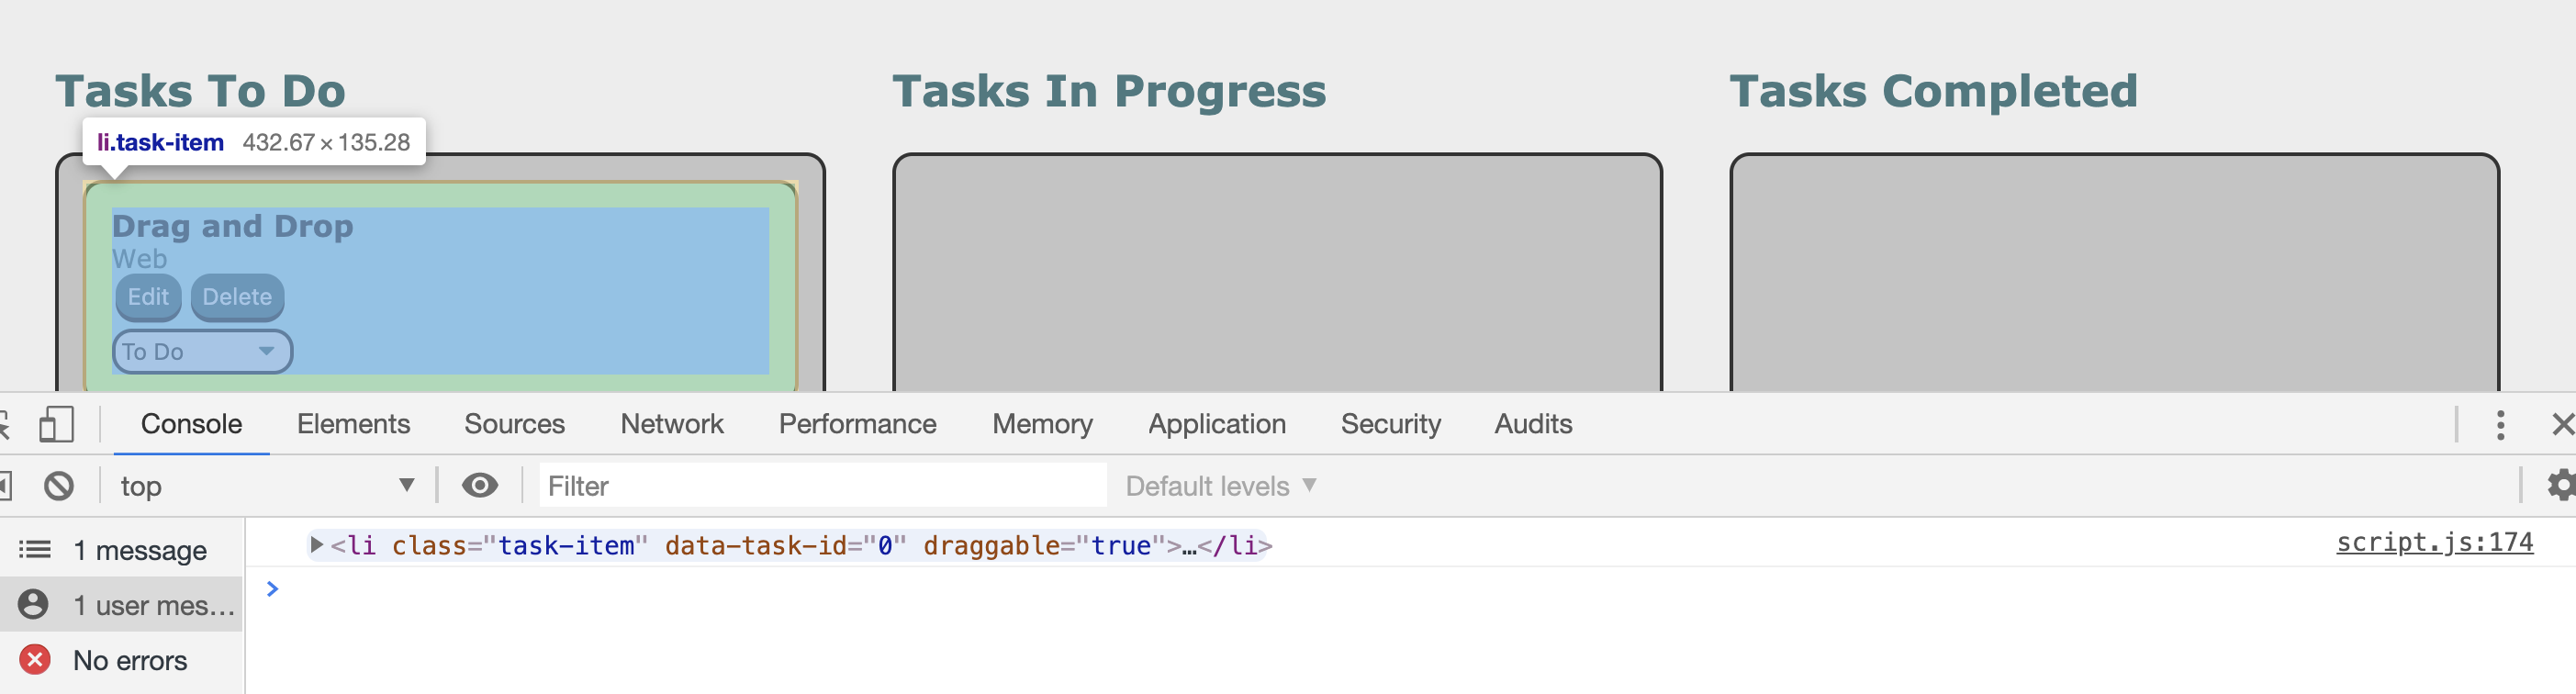 Tasks To Do Tasks In Progress Tasks Completed
li.task-item 432.67×135.28
Drag and Drop
Web
Edit Delete
To Do
Console Elements Sources Network Performance Memory Application Security Audits
top Filter Default levels
1 message
<li class="task-item" data-task-id="0" draggable="true">…</li> script.js:174
1 user mes…
No errors